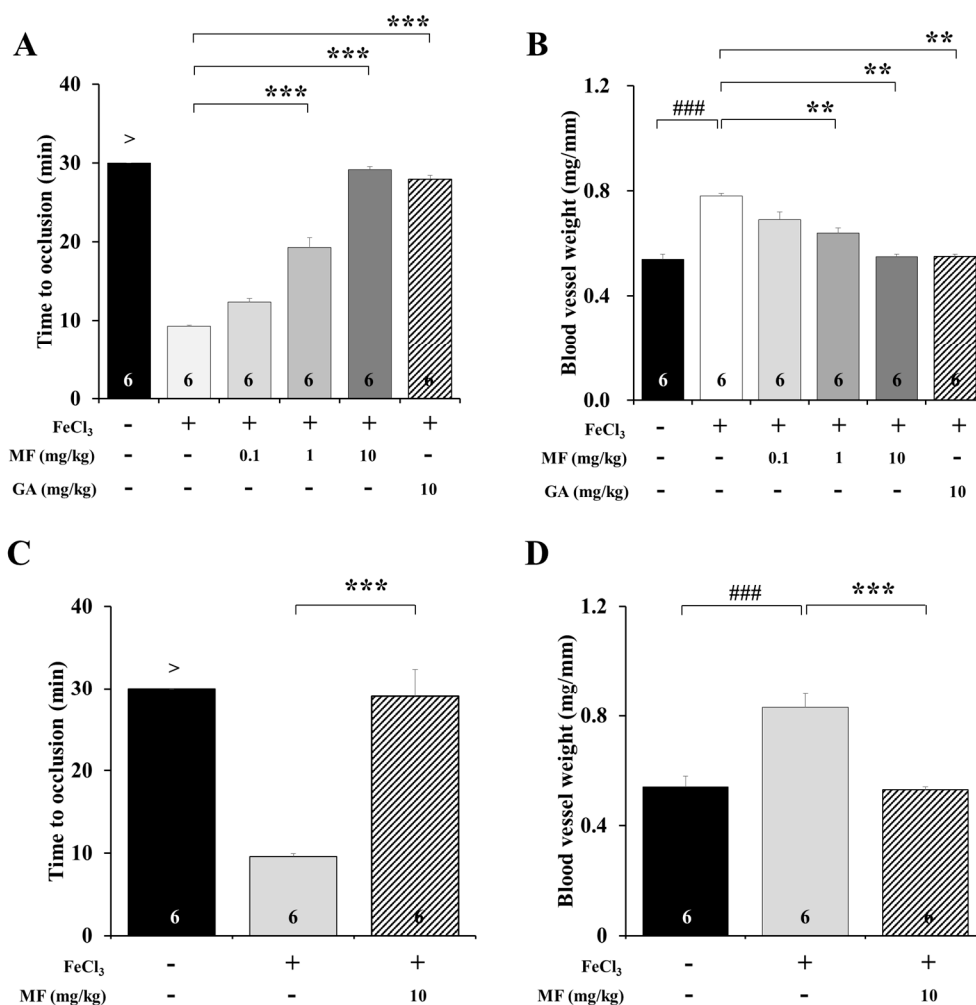 A
***
***
***
>
40
30
20
10
0
Time to occlusion (min)
6 6 6 6 6 6
FeCl₃ - + + + + +
MF (mg/kg) - - 0.1 1 10 -
GA (mg/kg) - - - - - 10
B
**
**
###
**
1.2
0.8
0.4
0.0
Blood vessel weight (mg/mm)
6 6 6 6 6 6
FeCl₃ - + + + + +
MF (mg/kg) - - 0.1 1 10 -
GA (mg/kg) - - - - - 10
C
***
>
40
30
20
10
0
Time to occlusion (min)
6 6 6
FeCl₃ - + +
MF (mg/kg) - - 10
D
### ***
1.2
0.8
0.4
0
Blood vessel weight (mg/mm)
6 6 6
FeCl₃ - + +
MF (mg/kg) - - 10